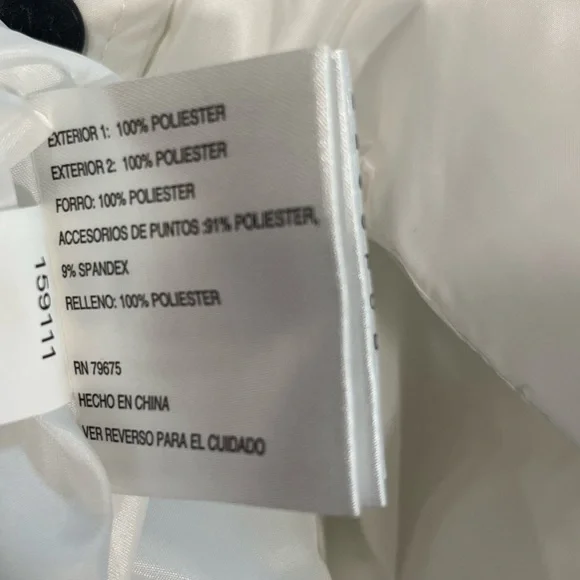 EXTERIOR 1: 100% POLIESTER
EXTERIOR 2: 100% POLIESTER
FORRO: 100% POLIESTER
ACCESORIOS DE PUNTOS :91% POLIESTER,
9% SPANDEX
RELLENO: 100% POLIESTER
RN 79675
HECHO EN CHINA
VER REVERSO PARA EL CUIDADO
159111